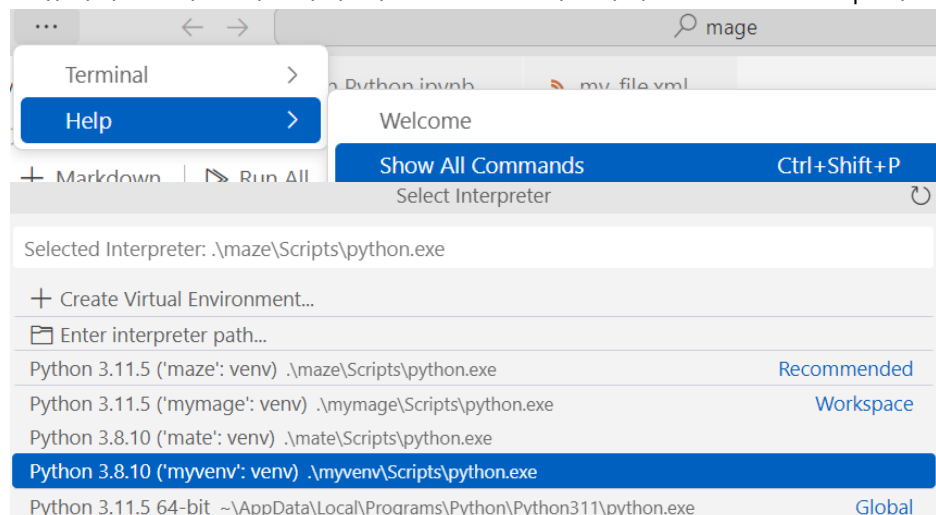 ... ← → mage
Terminal >
Python.ipynb my_file.xml
Help > Welcome
+ Markdown Run All Show All Commands Ctrl+Shift+P
Select Interpreter
Selected Interpreter: .\maze\Scripts\python.exe
+ Create Virtual Environment...
Enter interpreter path...
Python 3.11.5 ('maze': venv) .\maze\Scripts\python.exe Recommended
Python 3.11.5 ('mymage': venv) .\mymage\Scripts\python.exe Workspace
Python 3.8.10 ('mate': venv) .\mate\Scripts\python.exe
Python 3.8.10 ('myvenv': venv) .\myvenv\Scripts\python.exe
Python 3.11.5 64-bit ~\AppData\Local\Programs\Python\Python311\python.exe Global